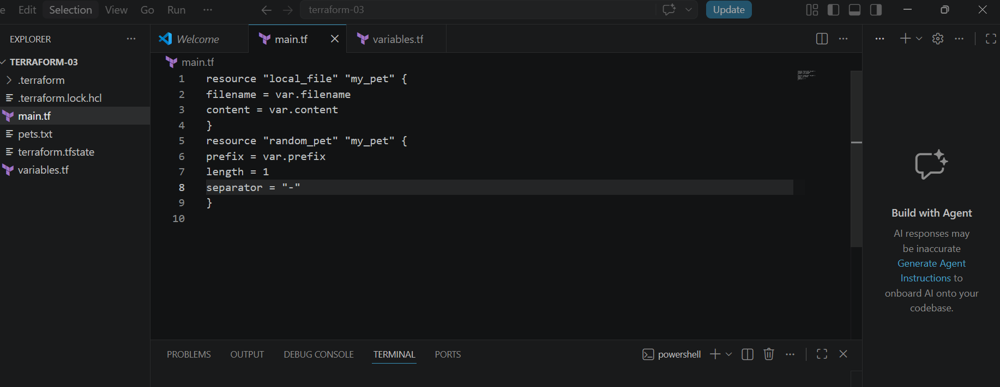 e Edit Selection View Go Run ··· terraform-03 Update
EXPLORER ···
Welcome main.tf variables.tf
TERRAFORM-03
.terraform
.terraform.lock.hcl
main.tf
pets.txt
terraform.tfstate
variables.tf
main.tf
1 resource "local_file" "my_pet" {
2 filename = var.filename
3 content = var.content
4 }
5 resource "random_pet" "my_pet" {
6 prefix = var.prefix
7 length = 1
8 separator = "-"
9 }
10
PROBLEMS OUTPUT DEBUG CONSOLE TERMINAL PORTS powershell
Build with Agent
AI responses may
be inaccurate
Generate Agent
Instructions to
onboard AI onto your
codebase.